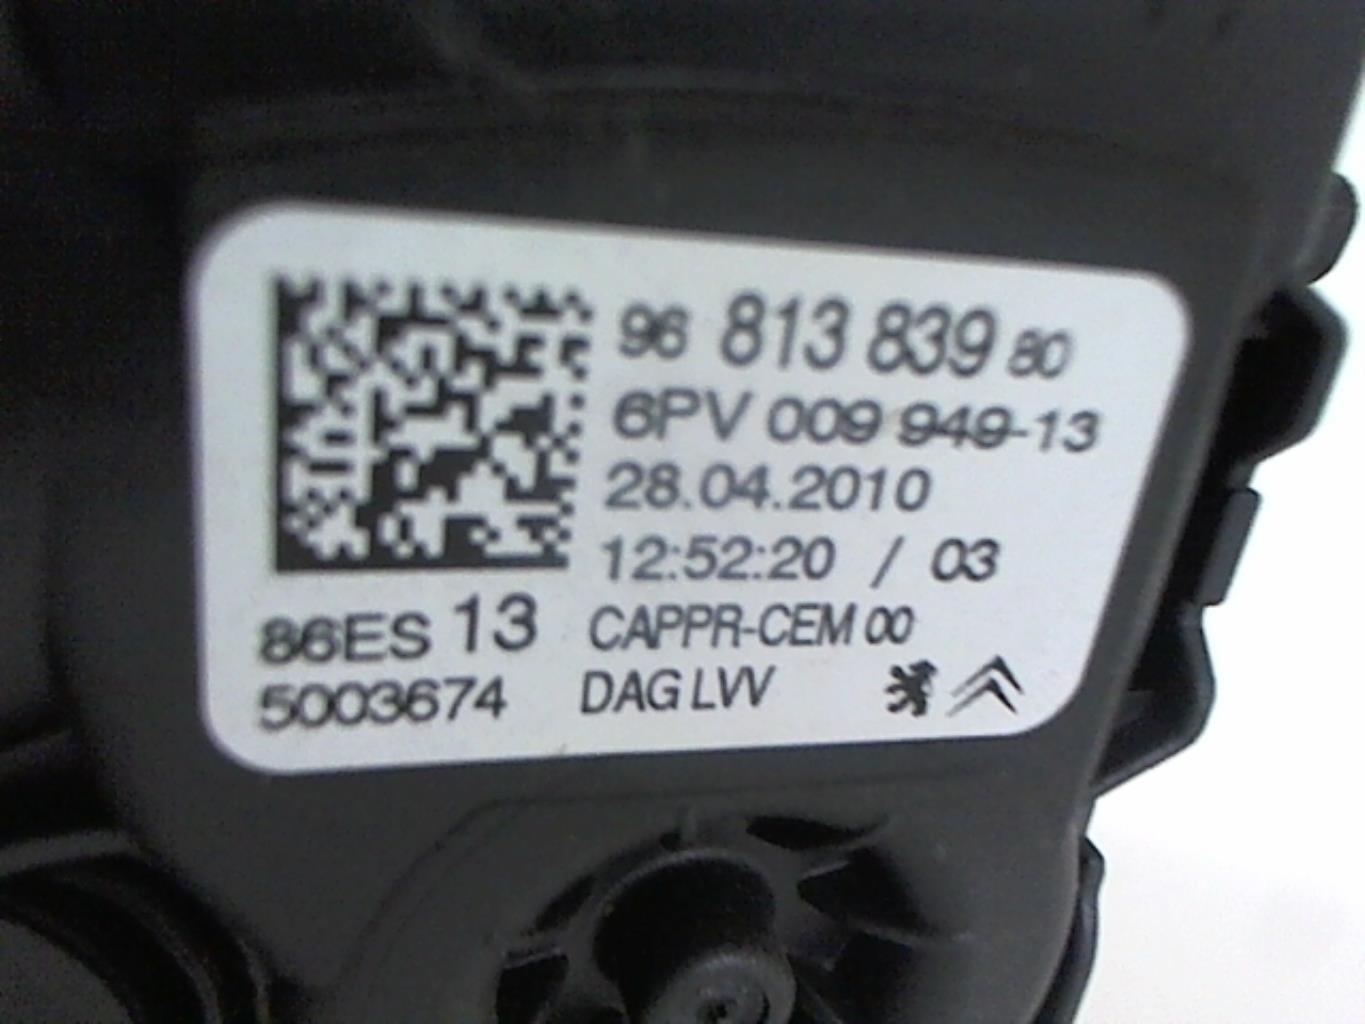 96 813 839 80
6PV 009 949-13
28.04.2010
12:52:20 / 03
86ES 13 CAPPR-CEM 00
5003674 DAG LVV